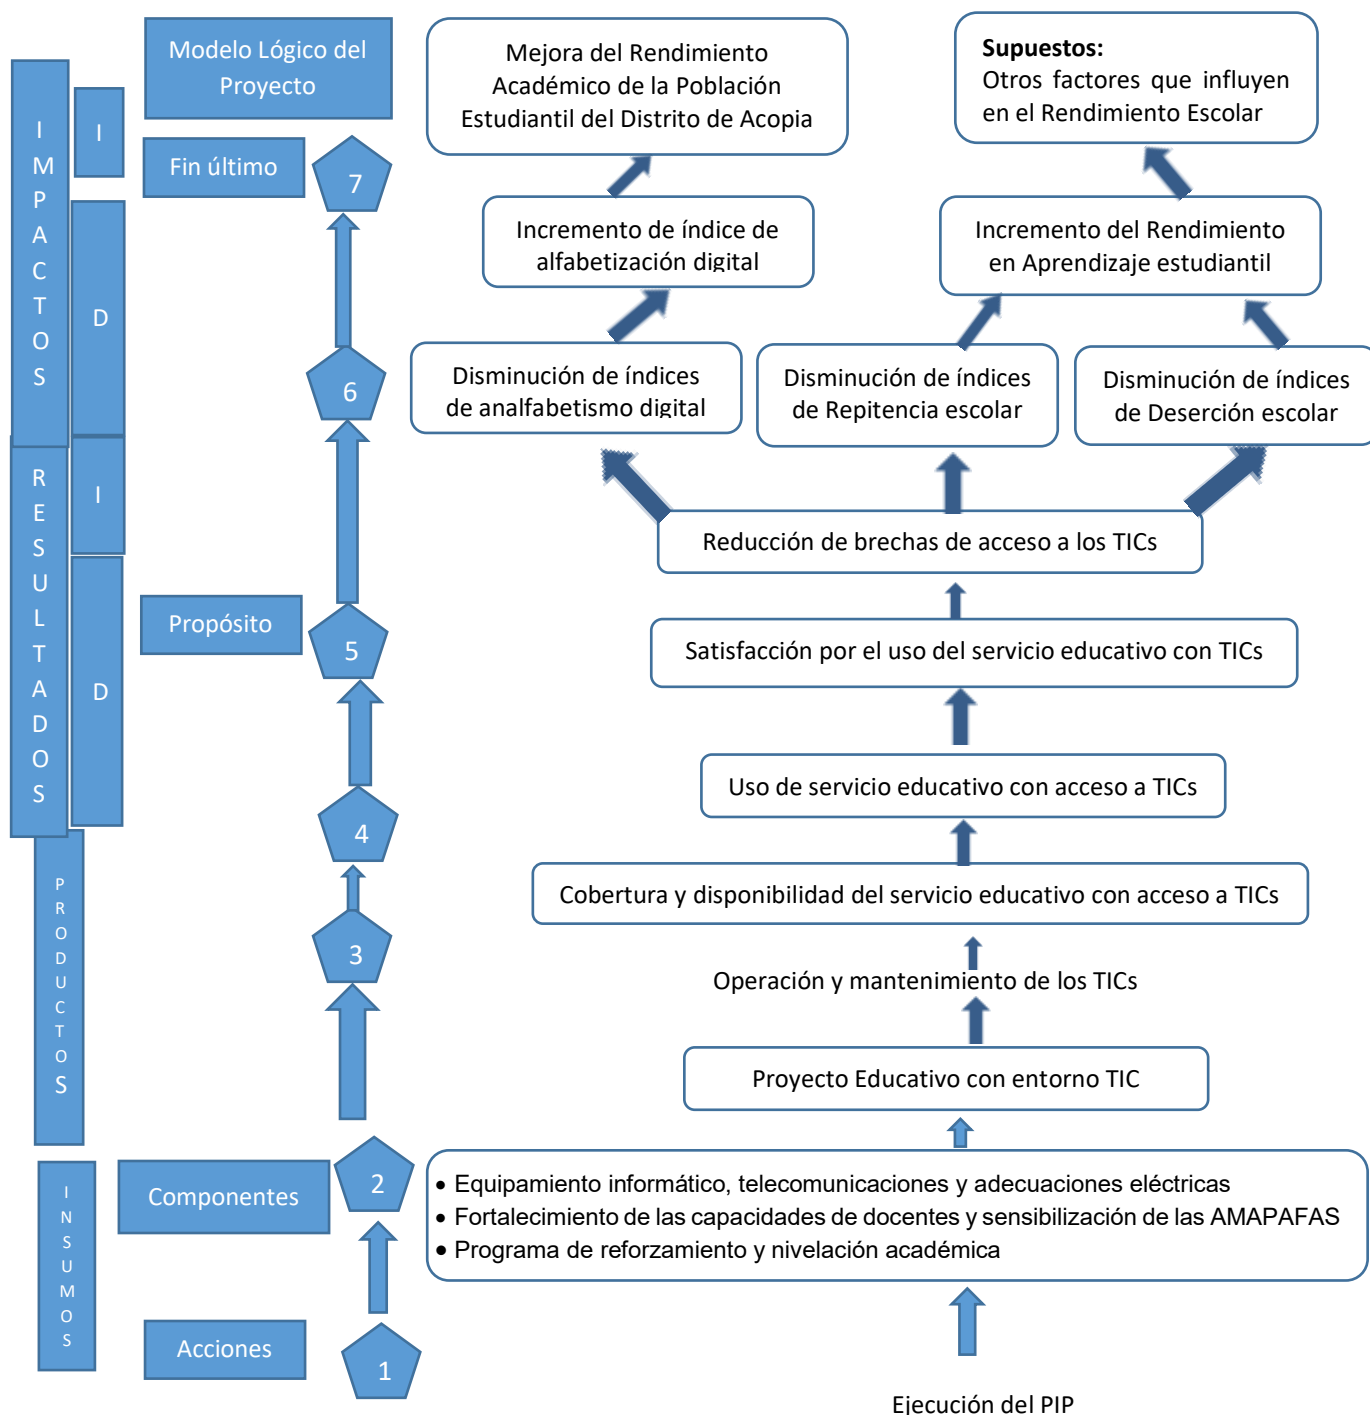 Modelo Lógico del
Proyecto
Mejora del Rendimiento
Académico de la Población
Estudiantil del Distrito de Acopia
Supuestos:
Otros factores que influyen
en el Rendimiento Escolar
IMPACTOS
I
Fin último
7
Incremento de índice de
alfabetización digital
Incremento del Rendimiento
en Aprendizaje estudiantil
D
6
Disminución de índices
de analfabetismo digital
Disminución de índices
de Repitencia escolar
Disminución de índices
de Deserción escolar
RESULTADOS
I
Reducción de brechas de acceso a los TICs
D
Propósito
5
Satisfacción por el uso del servicio educativo con TICs
Uso de servicio educativo con acceso a TICs
4
PRODUCTOS
Cobertura y disponibilidad del servicio educativo con acceso a TICs
3
Operación y mantenimiento de los TICs
Proyecto Educativo con entorno TIC
INSUMOS
Componentes
2
• Equipamiento informático, telecomunicaciones y adecuaciones eléctricas
• Fortalecimiento de las capacidades de docentes y sensibilización de las AMAPAFAS
• Programa de reforzamiento y nivelación académica
Acciones
1
Ejecución del PIP